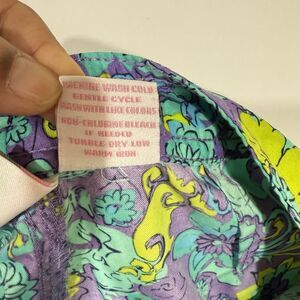 MACHINE WASH COLD
GENTLE CYCLE
WASH WITH LIKE COLORS
NON-CHLORINE BLEACH
IF NEEDED
TUMBLE DRY LOW
WARM IRON